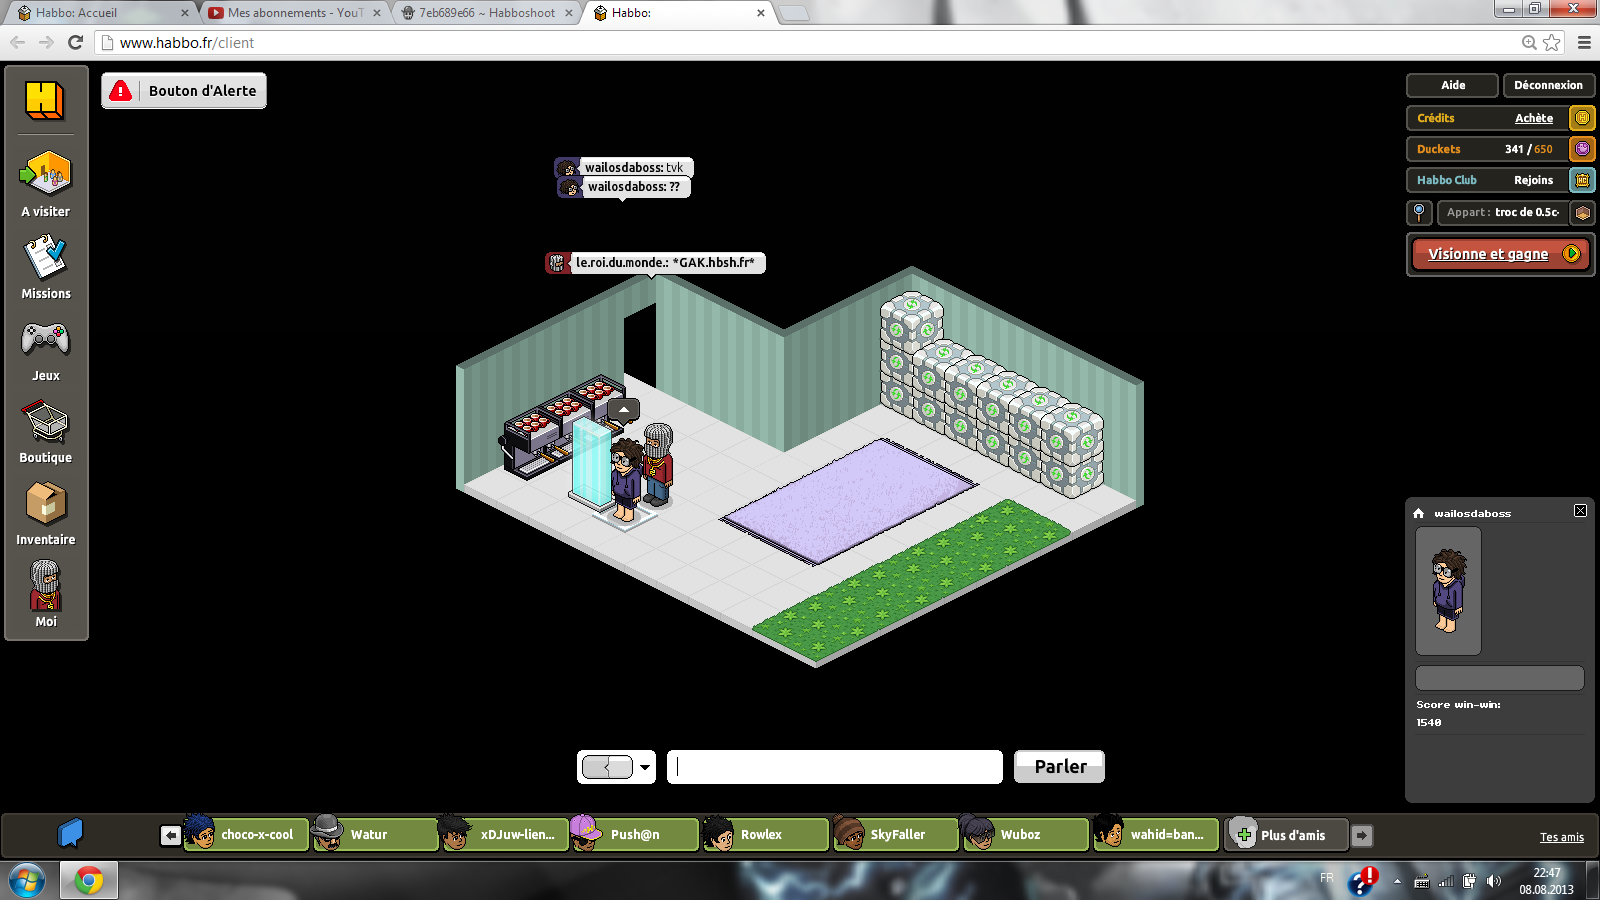 Habbo: Accueil
Mes abonnements - YouT
7eb689e66 ~ Habboshoot
Habbo:
www.habbo.fr/client
Bouton d'Alerte
A visiter
Missions
Jeux
Boutique
Inventaire
Moi
wailosdaboss: tvk
wailosdaboss: ??
le.roi.du.monde.: *GAK.hbsh.fr*
Aide
Déconnexion
Crédits Achète
Duckets 341 / 650
Habbo Club Rejoins
Appart : troc de 0.5c-
Visionne et gagne
wailosdaboss
Score win-win:
1540
Parler
choco-x-cool
Watur
xDJuw-lien...
Push@n
Rowlex
SkyFaller
Wuboz
wahid=ban...
Plus d'amis
Tes amis
FR
22:47
08.08.2013